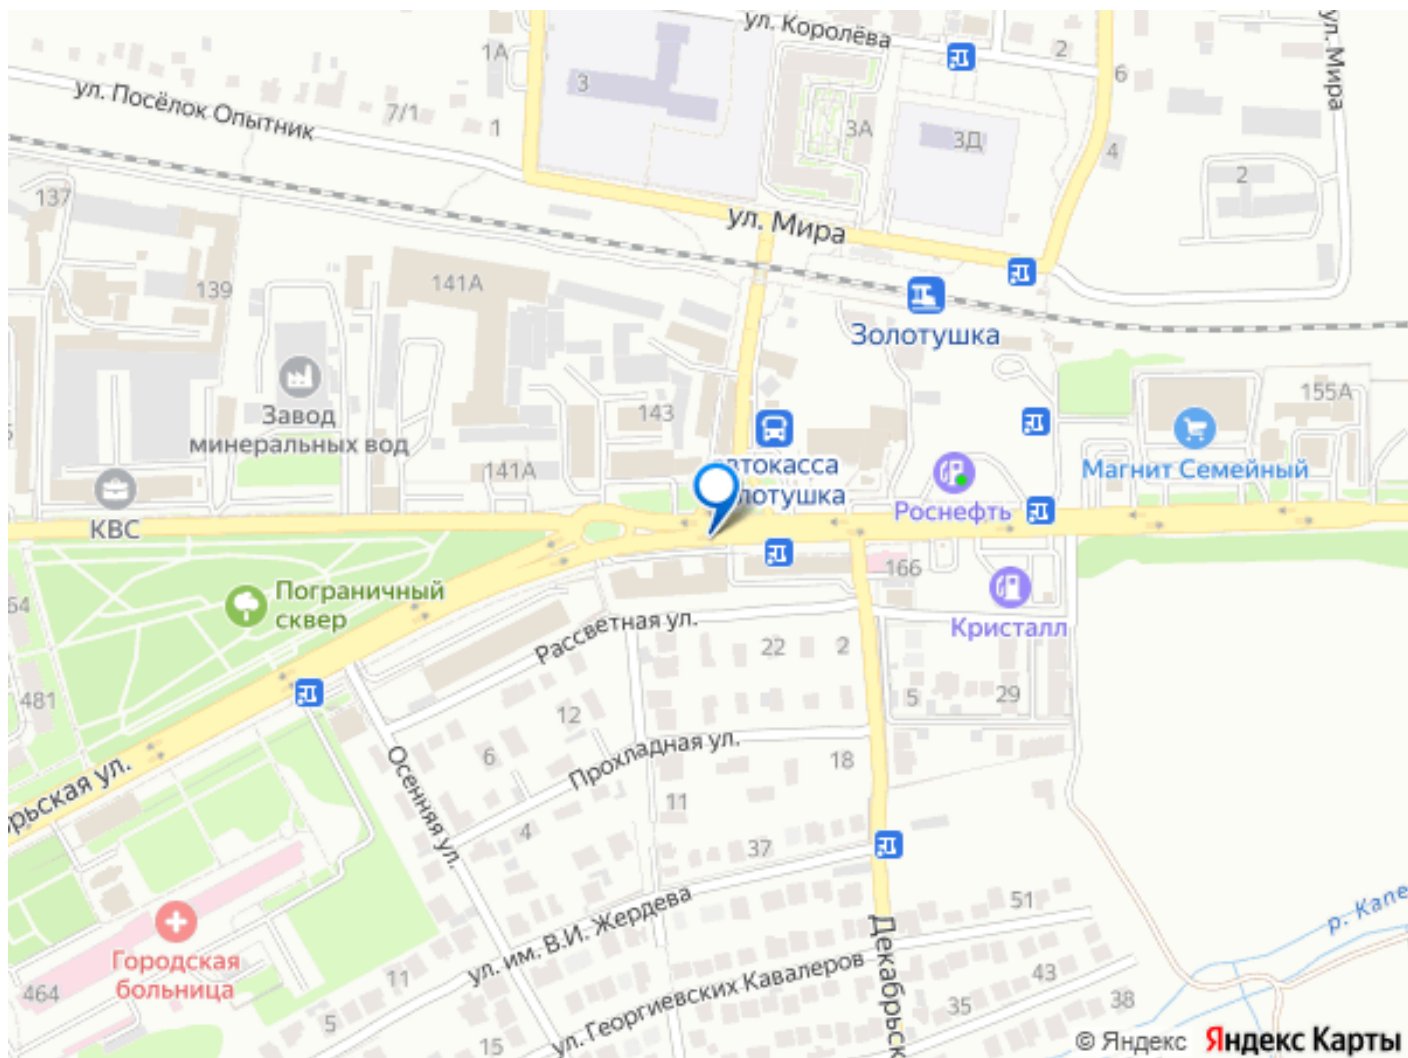 ул. Королёва
ул. Мира
1А
3
2
6
ул. Посёлок Опытник
7/1
1
3А
3Д
4
2
137
ул. Мира
139
141А
Золотушка
Завод
минеральных вод
143
155А
автокасса
Магнит Семейный
141А
КВС
Роснефть
Пограничный
сквер
166
Кристалл
Рассветная ул.
22
2
481
5
29
12
6
Прохладная ул.
18
Осенняя ул.
11
4
37
ул. им. В.И. Жердева
51
Городская
больница
464
11
ул. Георгиевских Кавалеров
43
35
38
5
15
р. Капе
© Яндекс Яндекс Карты